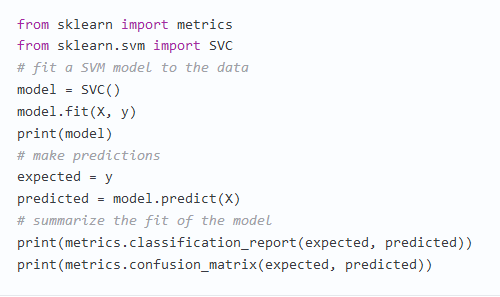 from sklearn import metrics
from sklearn.svm import SVC
# fit a SVM model to the data
model = SVC()
model.fit(X, y)
print(model)
# make predictions
expected = y
predicted = model.predict(X)
# summarize the fit of the model
print(metrics.classification_report(expected, predicted))
print(metrics.confusion_matrix(expected, predicted))